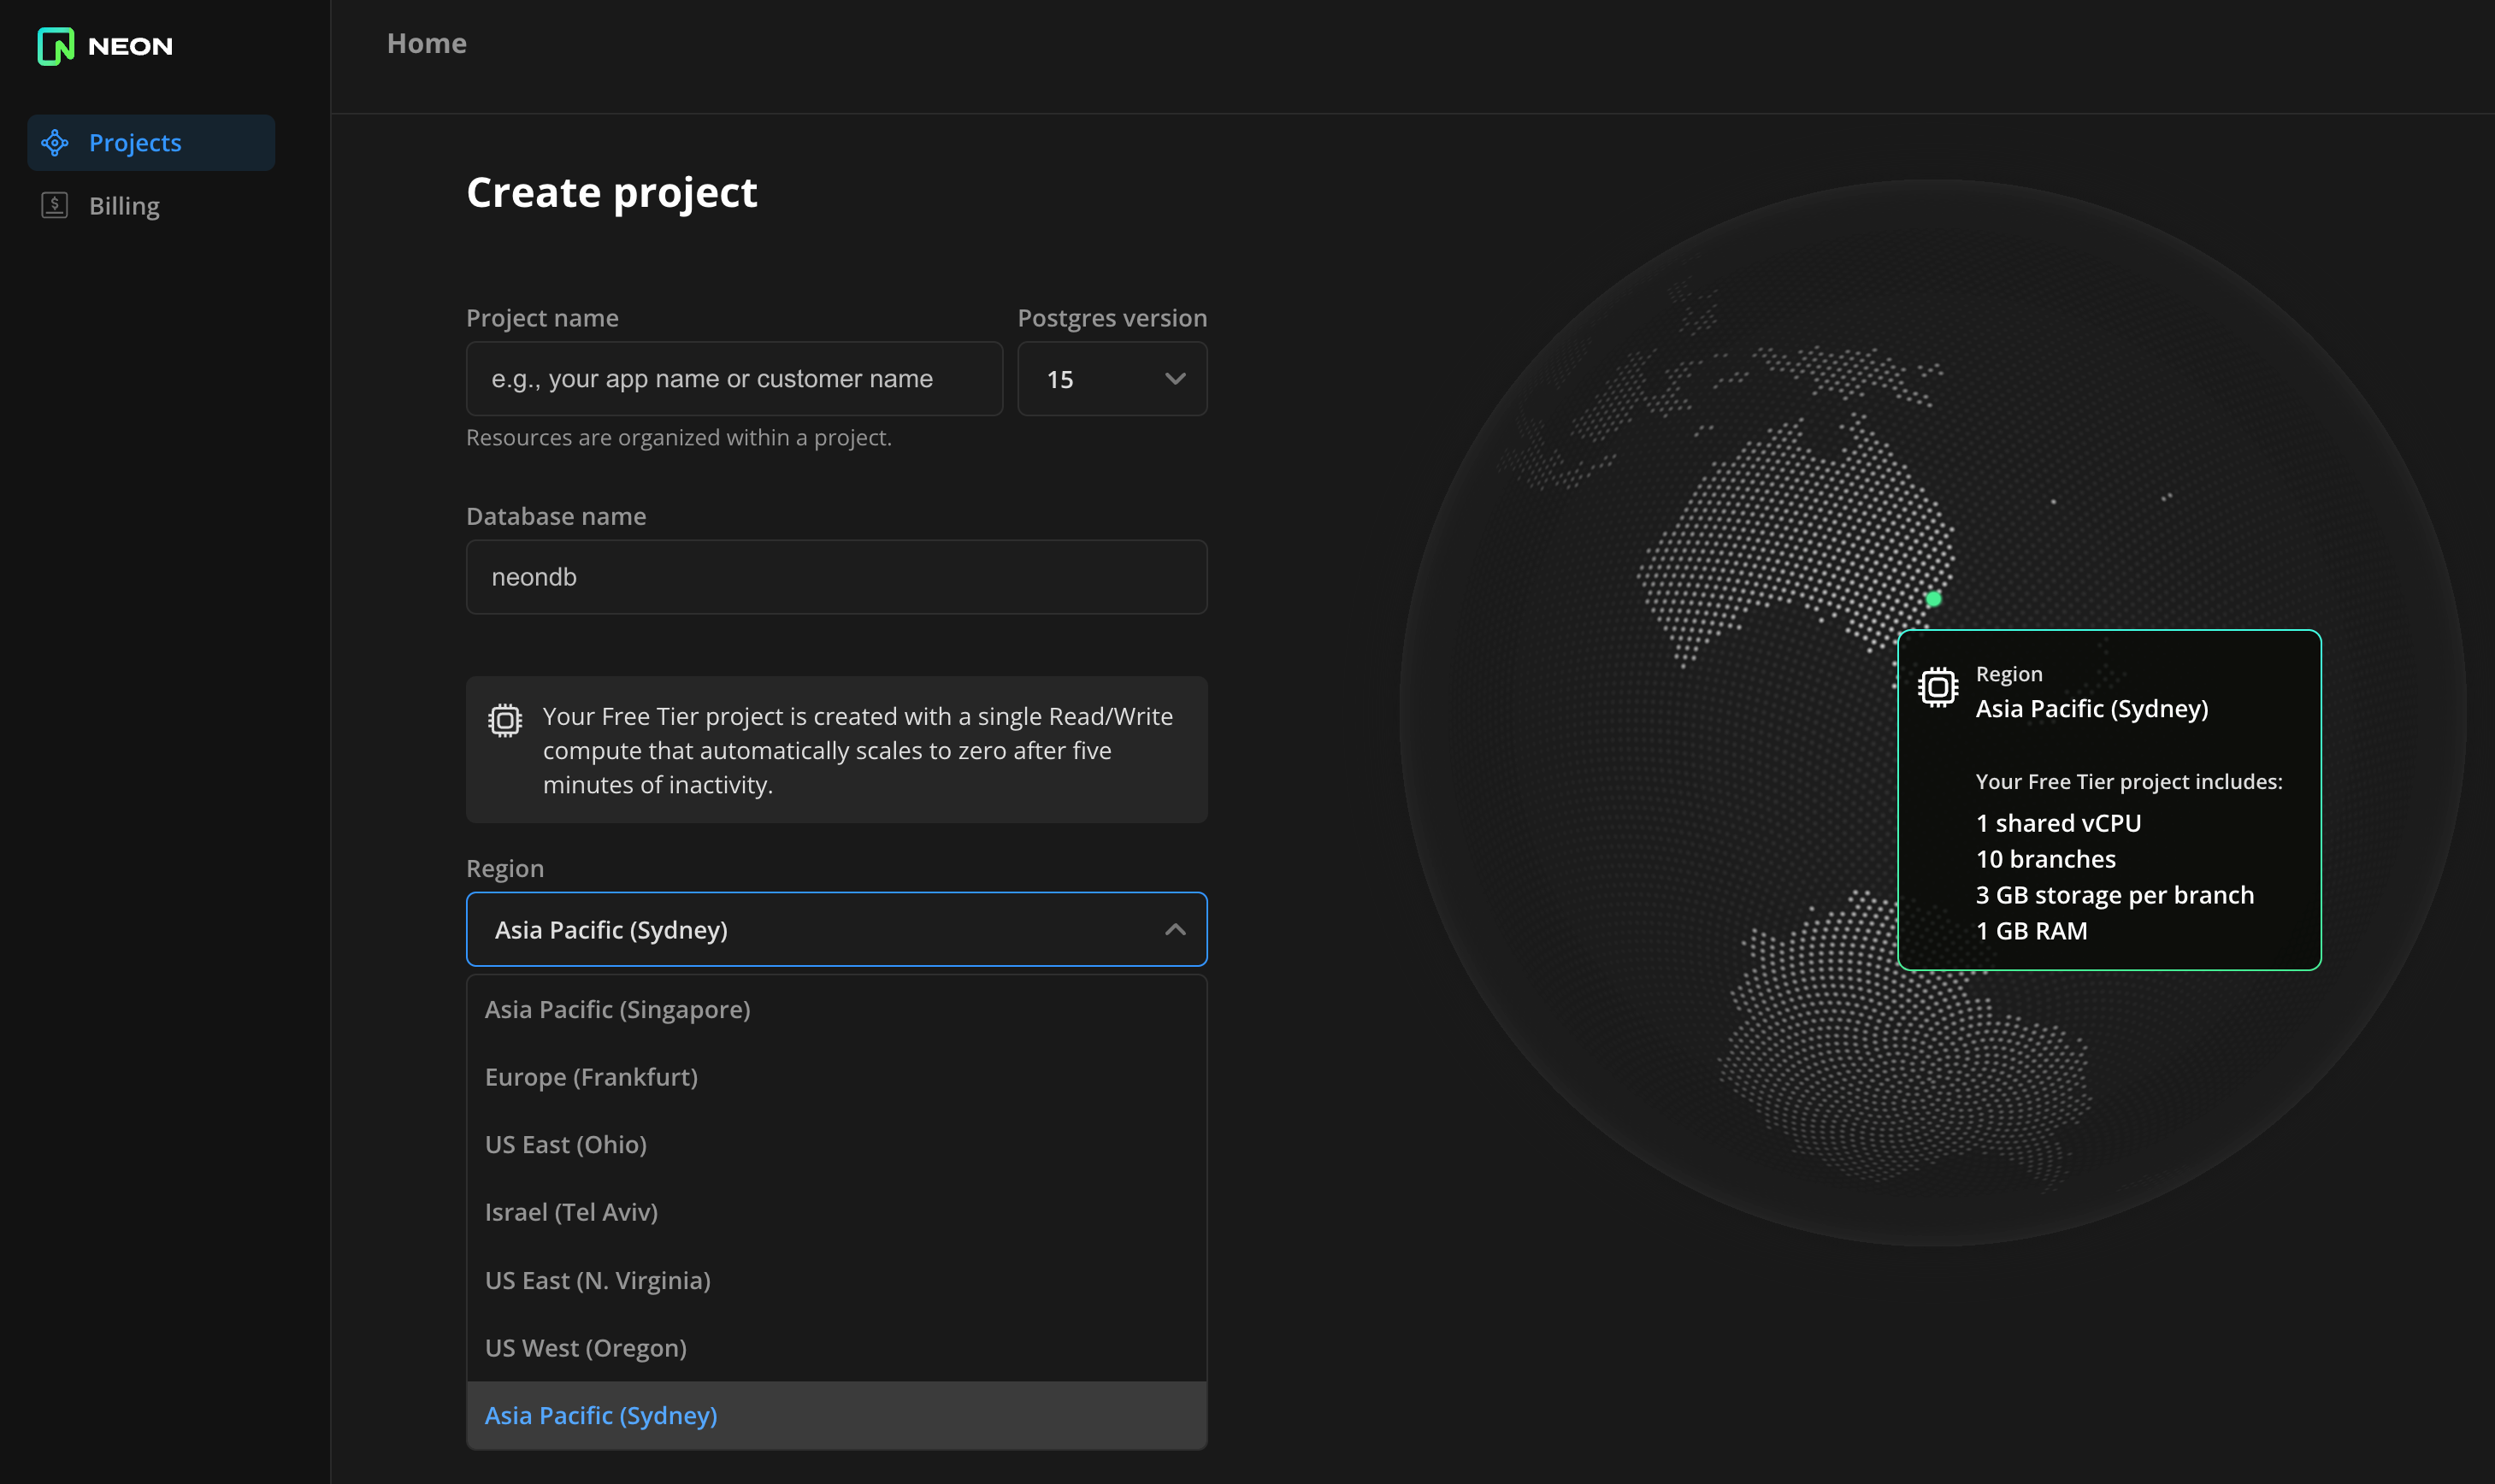 NEON
Home
Projects
Billing
Create project
Project name
Postgres version
e.g., your app name or customer name
15
Resources are organized within a project.
Database name
neondb
Your Free Tier project is created with a single Read/Write
compute that automatically scales to zero after five
minutes of inactivity.
Region
Asia Pacific (Sydney)
Asia Pacific (Singapore)
Europe (Frankfurt)
US East (Ohio)
Israel (Tel Aviv)
US East (N. Virginia)
US West (Oregon)
Asia Pacific (Sydney)
Region
Asia Pacific (Sydney)
Your Free Tier project includes:
1 shared vCPU
10 branches
3 GB storage per branch
1 GB RAM